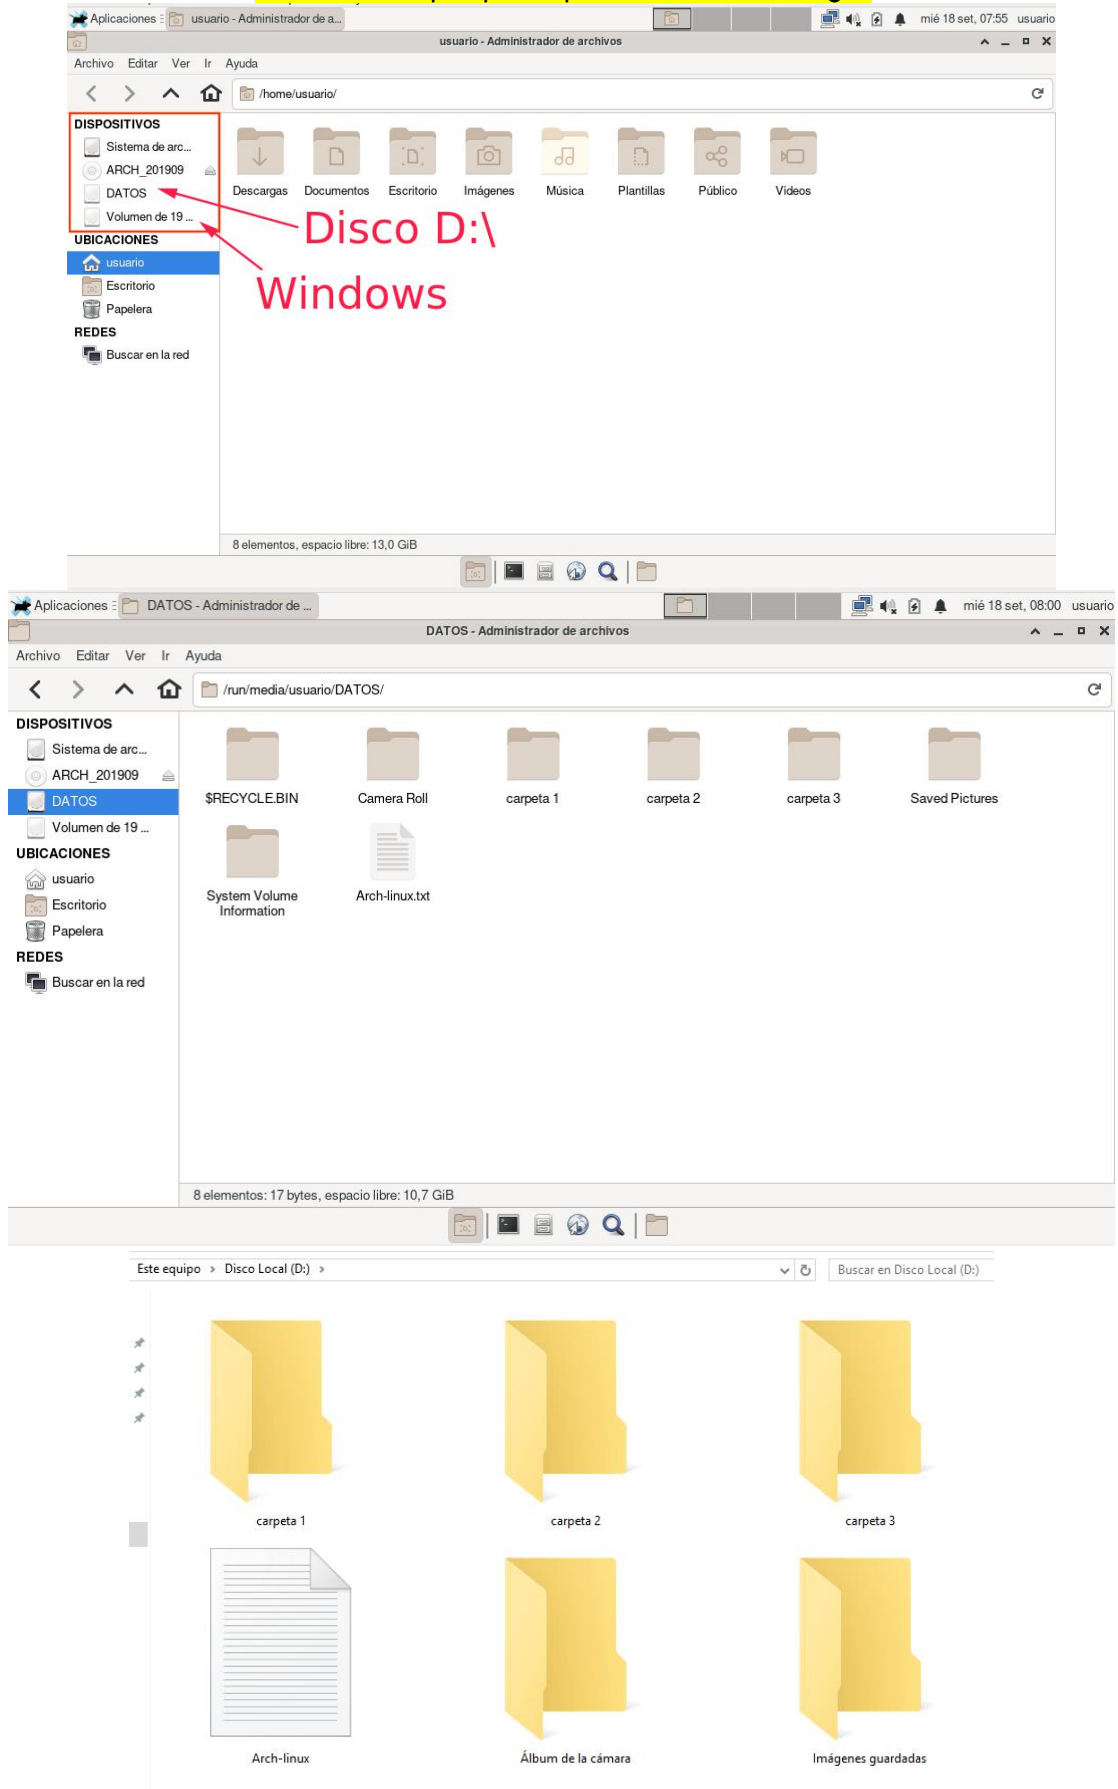 Aplicaciones usuario - Administrador de a... mié 18 set, 07:55 usuario
usuario - Administrador de archivos
Archivo Editar Ver Ir Ayuda
/home/usuario/
DISPOSITIVOS
Sistema de arc...
ARCH_201909
DATOS
Volumen de 19 ...
UBICACIONES
usuario
Escritorio
Papelera
REDES
Buscar en la red
Descargas Documentos Escritorio Imágenes Música Plantillas Público Videos
Disco D:\
Windows
8 elementos, espacio libre: 13,0 GiB
Aplicaciones DATOS - Administrador de ... mié 18 set, 08:00 usuario
DATOS - Administrador de archivos
Archivo Editar Ver Ir Ayuda
/run/media/usuario/DATOS/
DISPOSITIVOS
Sistema de arc...
ARCH_201909
DATOS
Volumen de 19 ...
UBICACIONES
usuario
Escritorio
Papelera
REDES
Buscar en la red
$RECYCLE.BIN Camera Roll carpeta 1 carpeta 2 carpeta 3 Saved Pictures
System Volume
Information
Arch-linux.txt
8 elementos: 17 bytes, espacio libre: 10,7 GiB
Este equipo > Disco Local (D:) > Buscar en Disco Local (D:)
carpeta 1 carpeta 2 carpeta 3
Arch-linux Álbum de la cámara Imágenes guardadas